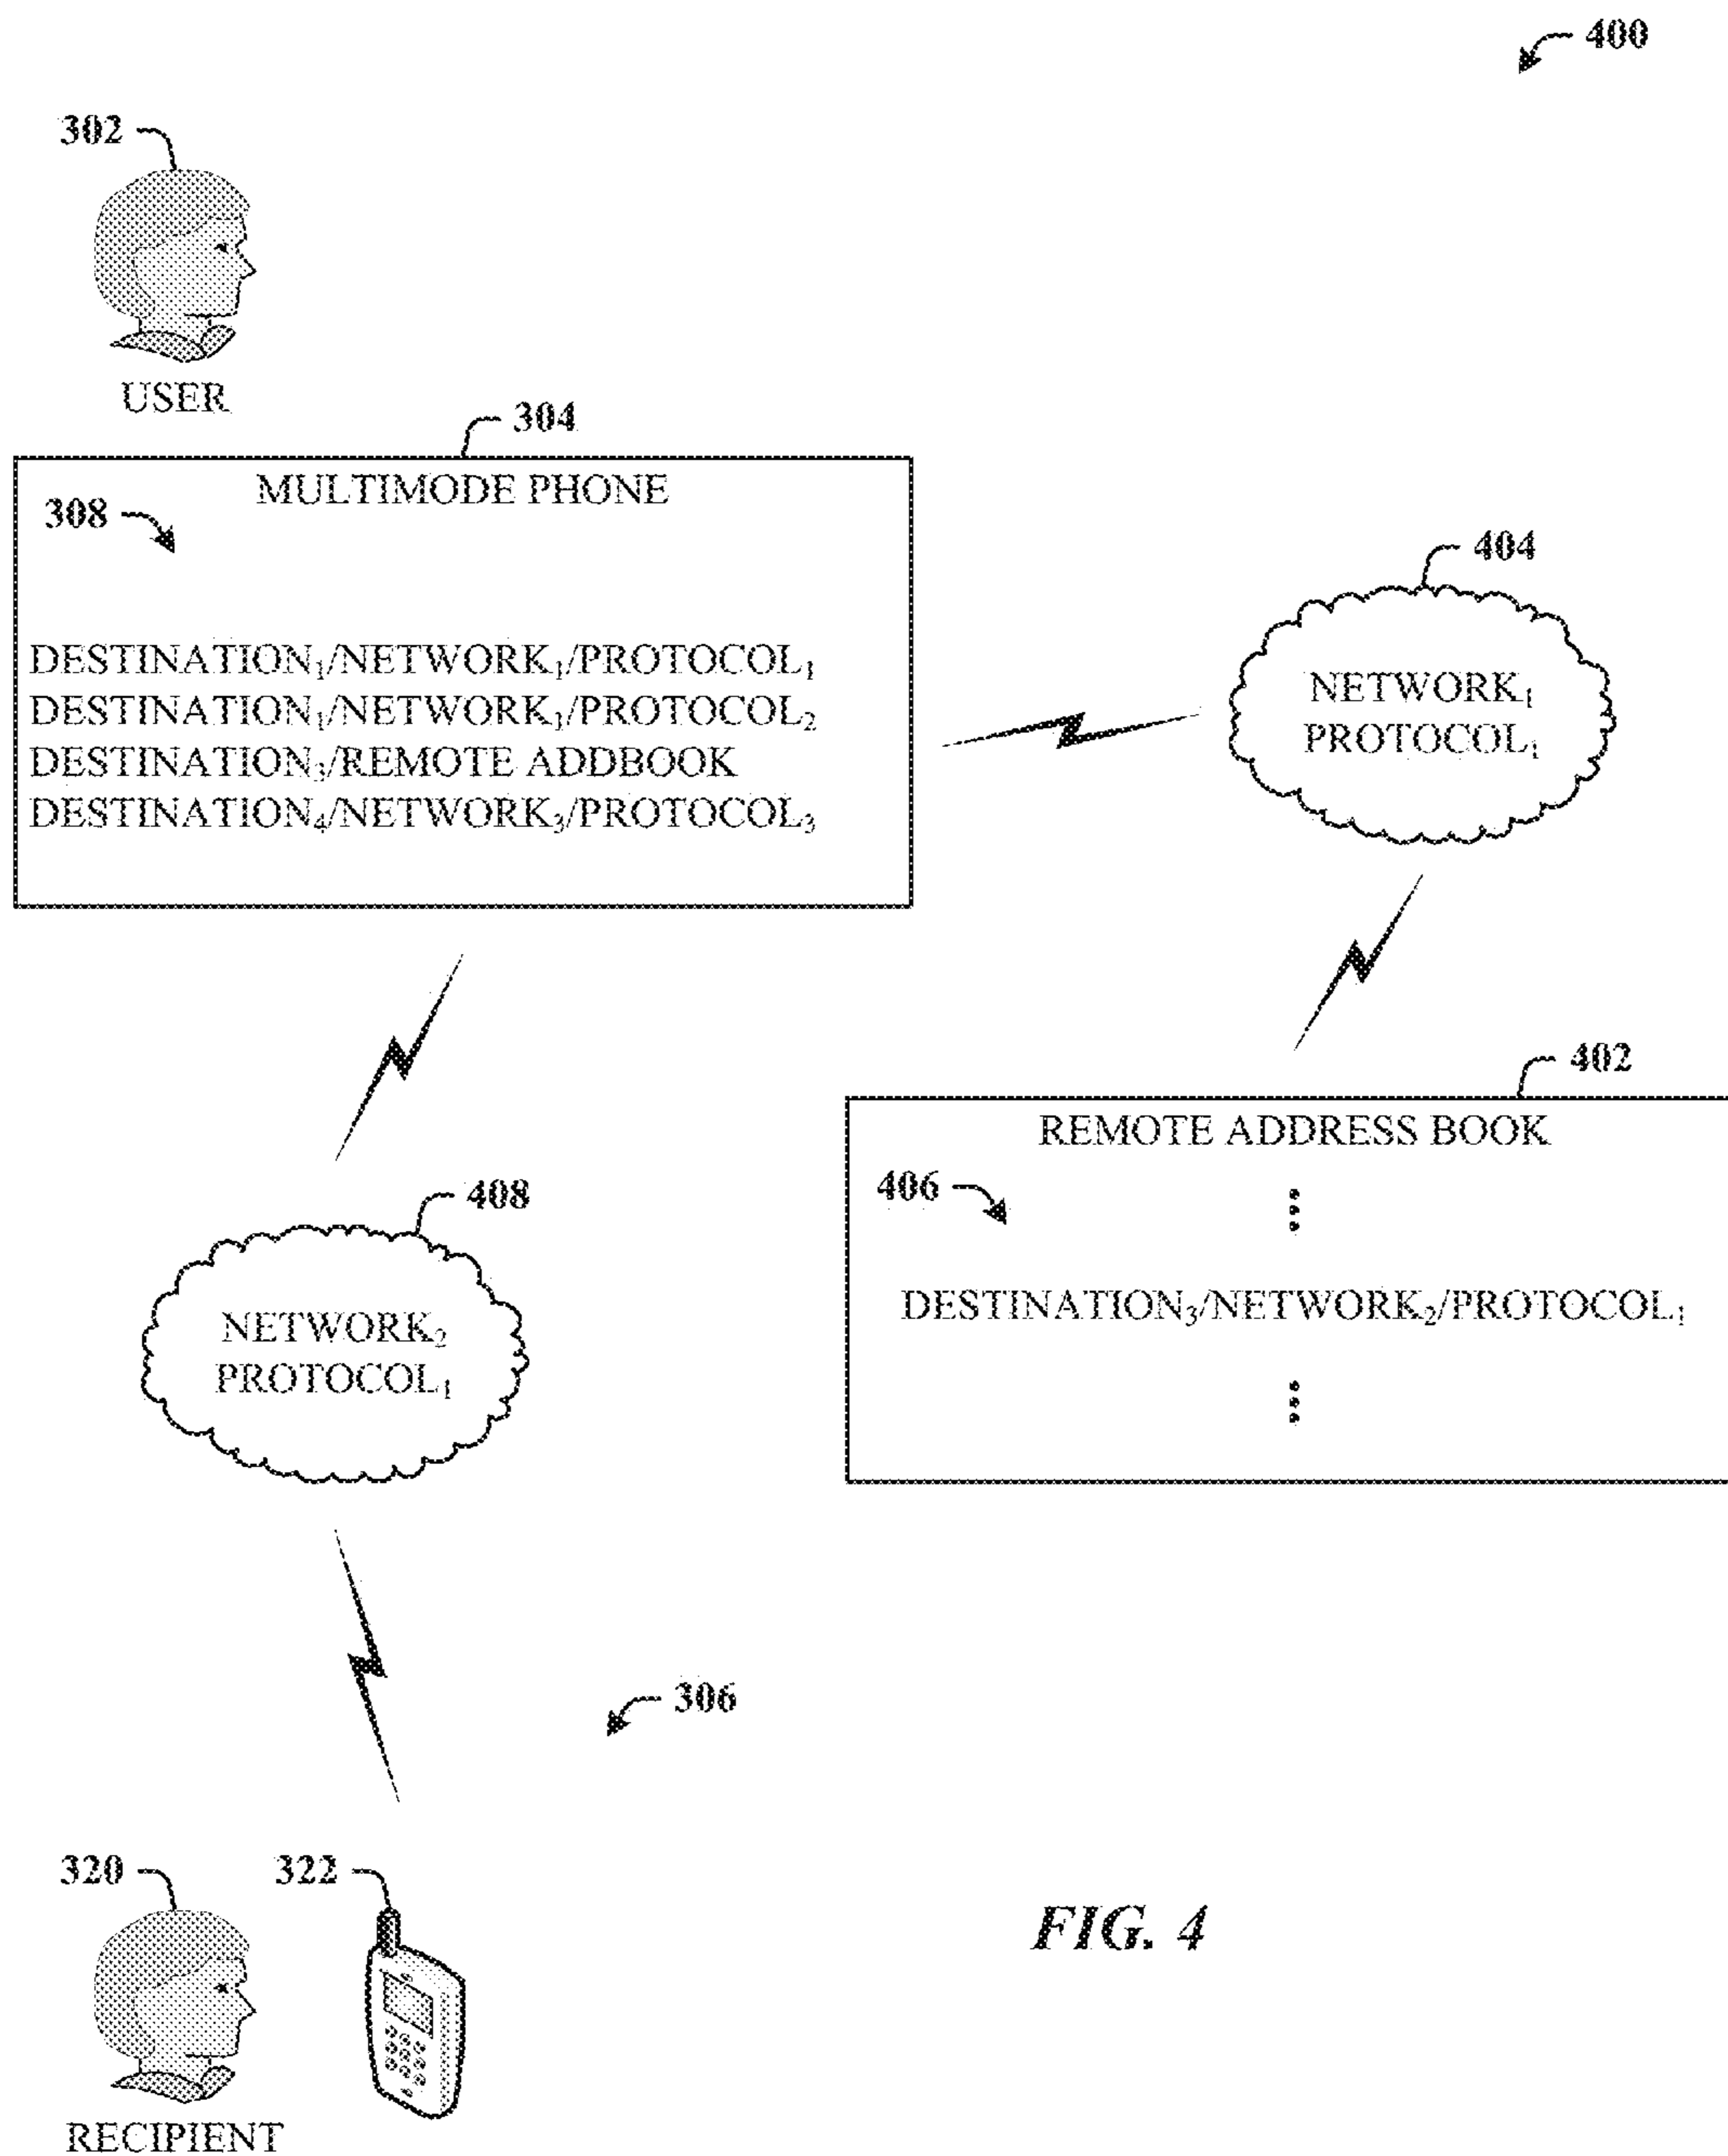 400
302
USER
304
MULTIMODE PHONE
308
DESTINATION₁/NETWORK₁/PROTOCOL₁
DESTINATION₁/NETWORK₁/PROTOCOL₂
DESTINATION₃/REMOTE ADDBOOK
DESTINATION₄/NETWORK₃/PROTOCOL₃
404
NETWORK₁
PROTOCOL₁
402
REMOTE ADDRESS BOOK
406
DESTINATION₃/NETWORK₂/PROTOCOL₁
408
NETWORK₂
PROTOCOL₁
306
320
322
RECIPIENT
FIG. 4